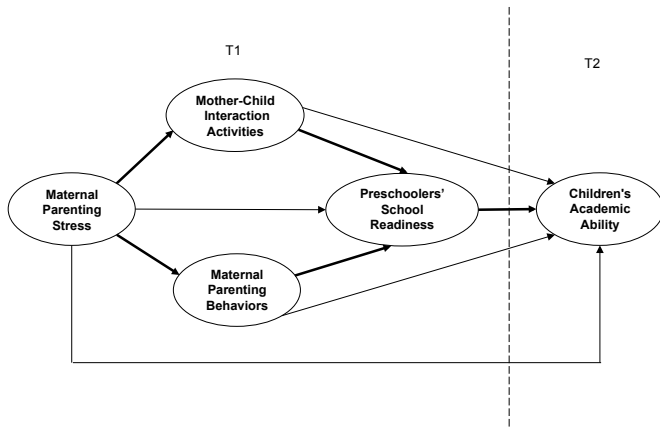 T1
T2
Mother-Child
Interaction
Activities
Maternal
Parenting
Stress
Preschoolers’
School
Readiness
Children's
Academic
Ability
Maternal
Parenting
Behaviors